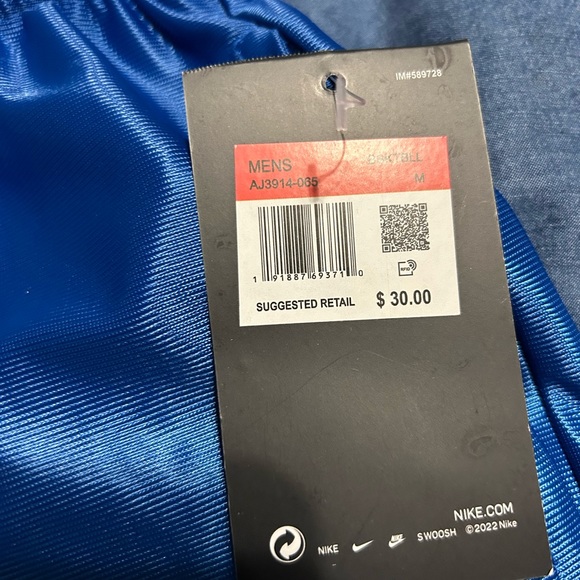 IM#589728
MENS
AJ3914-065 M
1 91887 69371 0
SUGGESTED RETAIL $ 30.00
NIKE.COM
NIKE SWOOSH ©2022 Nike